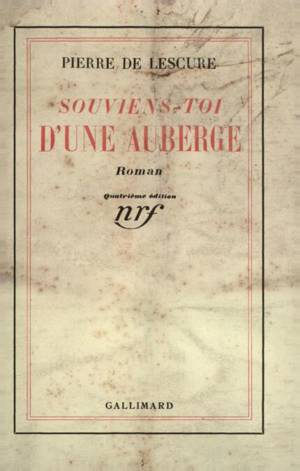 PIERRE DE LESCURE
SOUVIENS-TOI
D'UNE AUBERGE
Roman
Quatrième édition
nrf
GALLIMARD